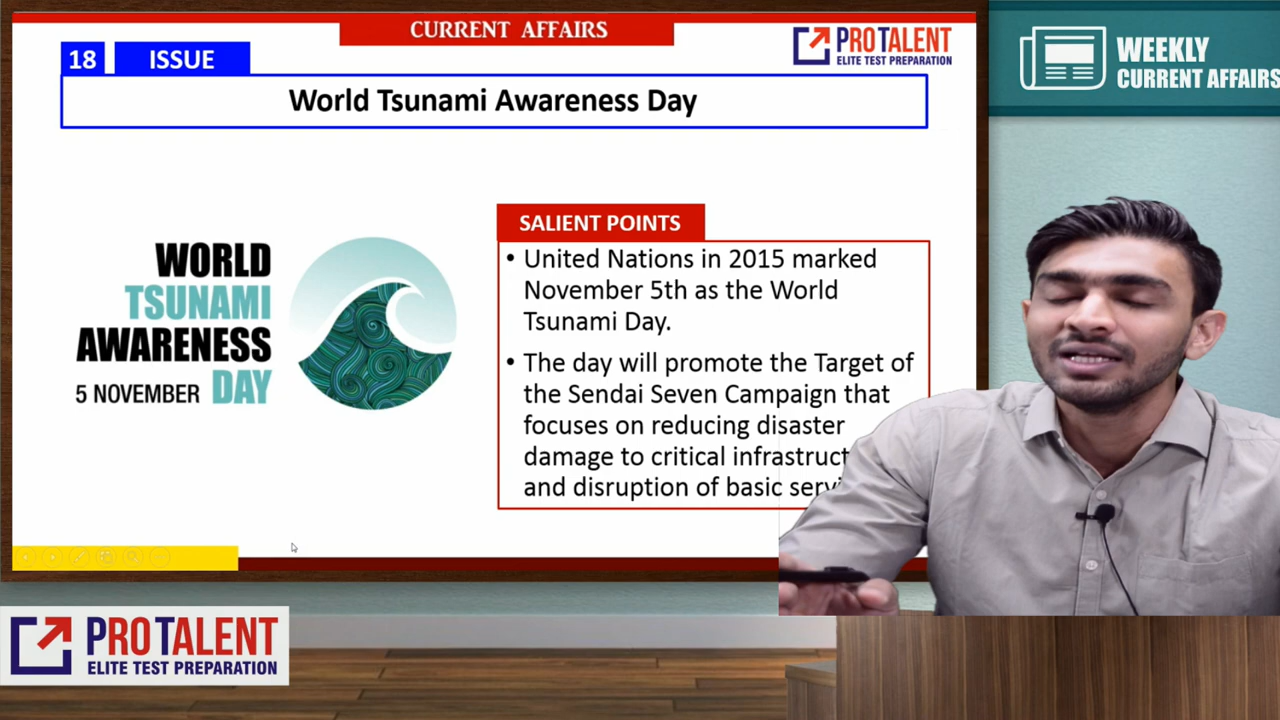 CURRENT AFFAIRS
PROTALENT
ELITE TEST PREPARATION
WEEKLY
CURRENT AFFAIRS
18
ISSUE
World Tsunami Awareness Day
WORLD
TSUNAMI
AWARENESS
5 NOVEMBER DAY
SALIENT POINTS
• United Nations in 2015 marked
November 5th as the World
Tsunami Day.
• The day will promote the Target of
the Sendai Seven Campaign that
focuses on reducing disaster
damage to critical infrastruct
and disruption of basic servi
PROTALENT
ELITE TEST PREPARATION